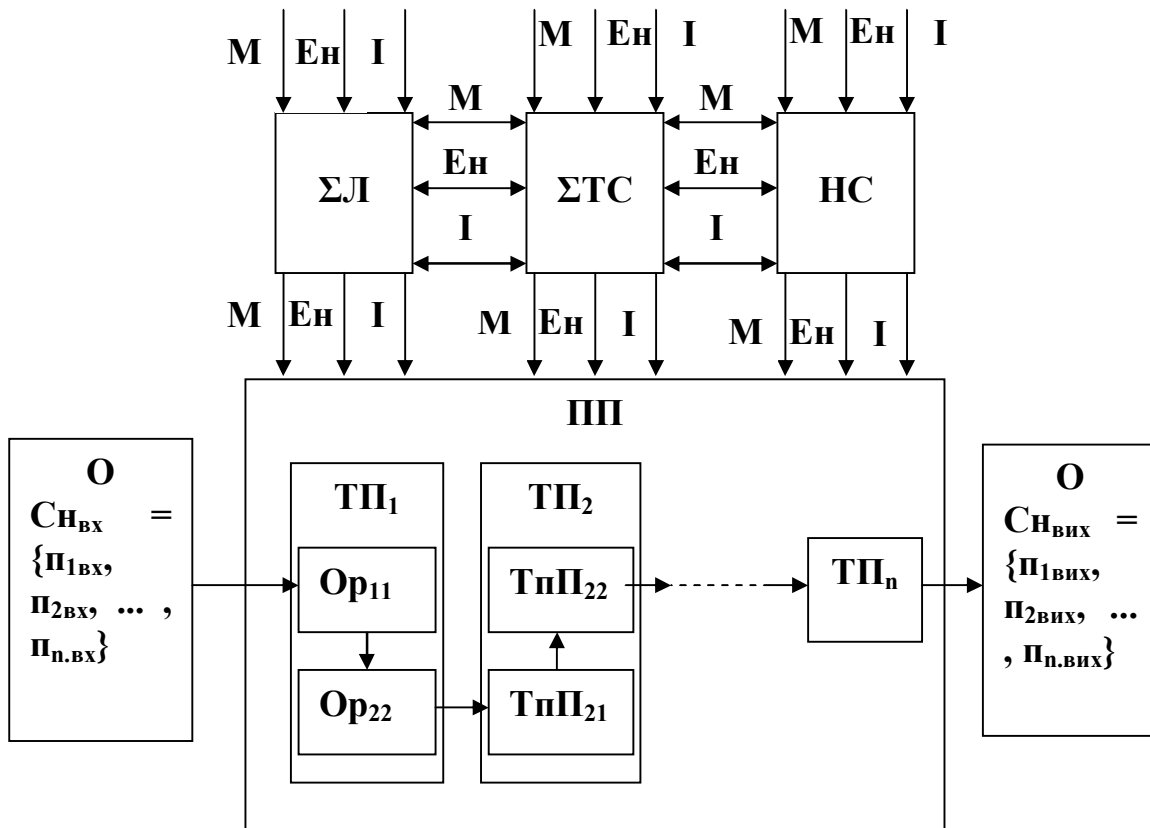 М Ен I М Ен I М Ен I
М М
Ен Ен
ΣЛ ΣТС НС
I I
М Ен I М Ен I М Ен I
ПП
О
Сн_вх =
{п_1вх,
п_2вх, ... ,
п_n.вх}
ТП_1
Ор_11
Ор_22
ТП_2
ТпП_22
ТпП_21
ТП_n
О
Сн_вих =
{п_1вих,
п_2вих, ...
, п_n.вих}